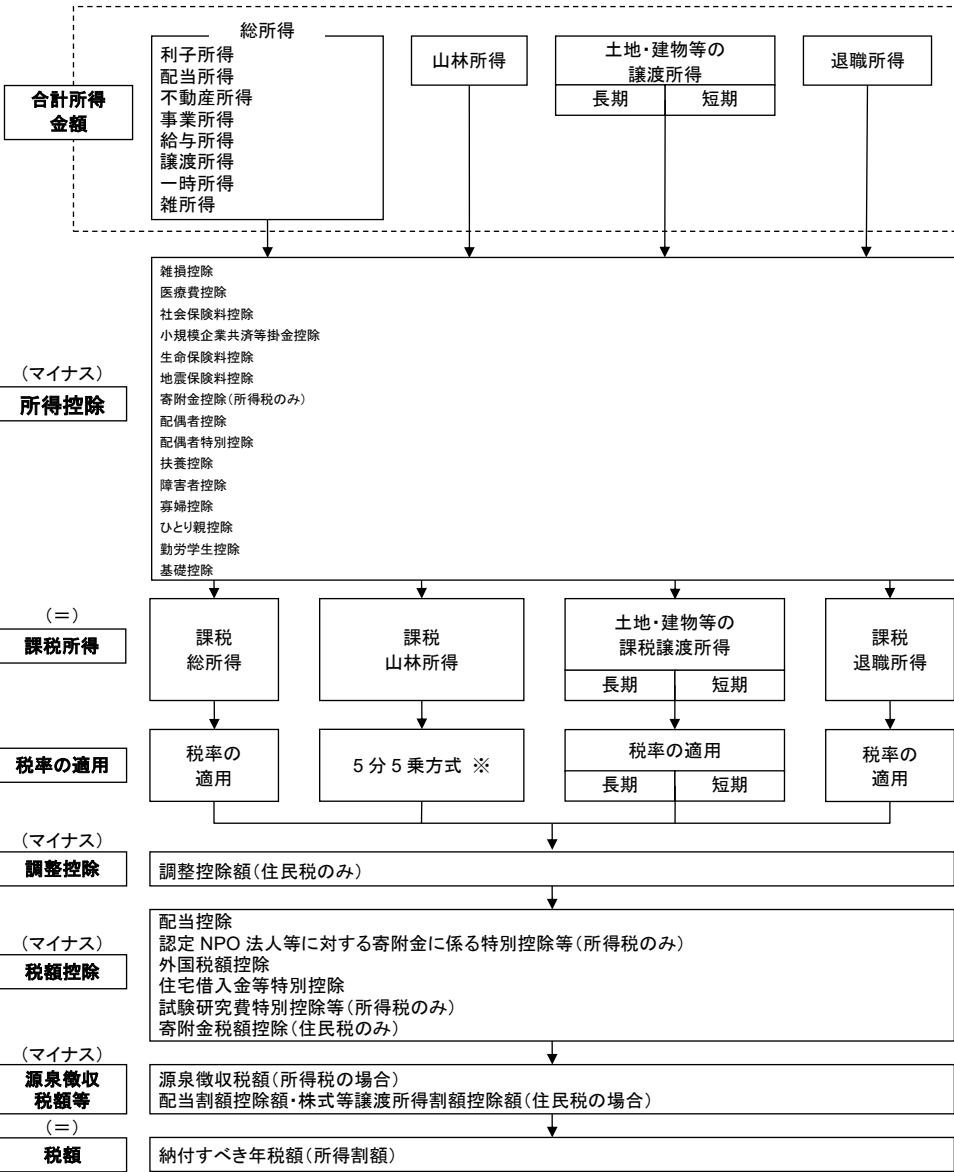 総所得
利子所得
配当所得
不動産所得
事業所得
給与所得
譲渡所得
一時所得
雑所得
山林所得
土地・建物等の
譲渡所得
長期 短期
退職所得
合計所得
金額
雑損控除
医療費控除
社会保険料控除
小規模企業共済等掛金控除
生命保険料控除
地震保険料控除
寄附金控除(所得税のみ)
配偶者控除
配偶者特別控除
扶養控除
障害者控除
寡婦控除
ひとり親控除
勤労学生控除
基礎控除
(マイナス)
所得控除
(=)
課税所得
課税
総所得
課税
山林所得
土地・建物等の
課税譲渡所得
長期 短期
課税
退職所得
税率の適用
税率の
適用
5分5乗方式 ※
税率の適用
長期 短期
税率の
適用
(マイナス)
調整控除
調整控除額(住民税のみ)
(マイナス)
税額控除
配当控除
認定 NPO 法人等に対する寄附金に係る特別控除等(所得税のみ)
外国税額控除
住宅借入金等特別控除
試験研究費特別控除等(所得税のみ)
寄附金税額控除(住民税のみ)
(マイナス)
源泉徴収
税額等
源泉徴収税額(所得税の場合)
配当割額控除額・株式等譲渡所得割額控除額(住民税の場合)
(=)
税額
納付すべき年税額(所得割額)